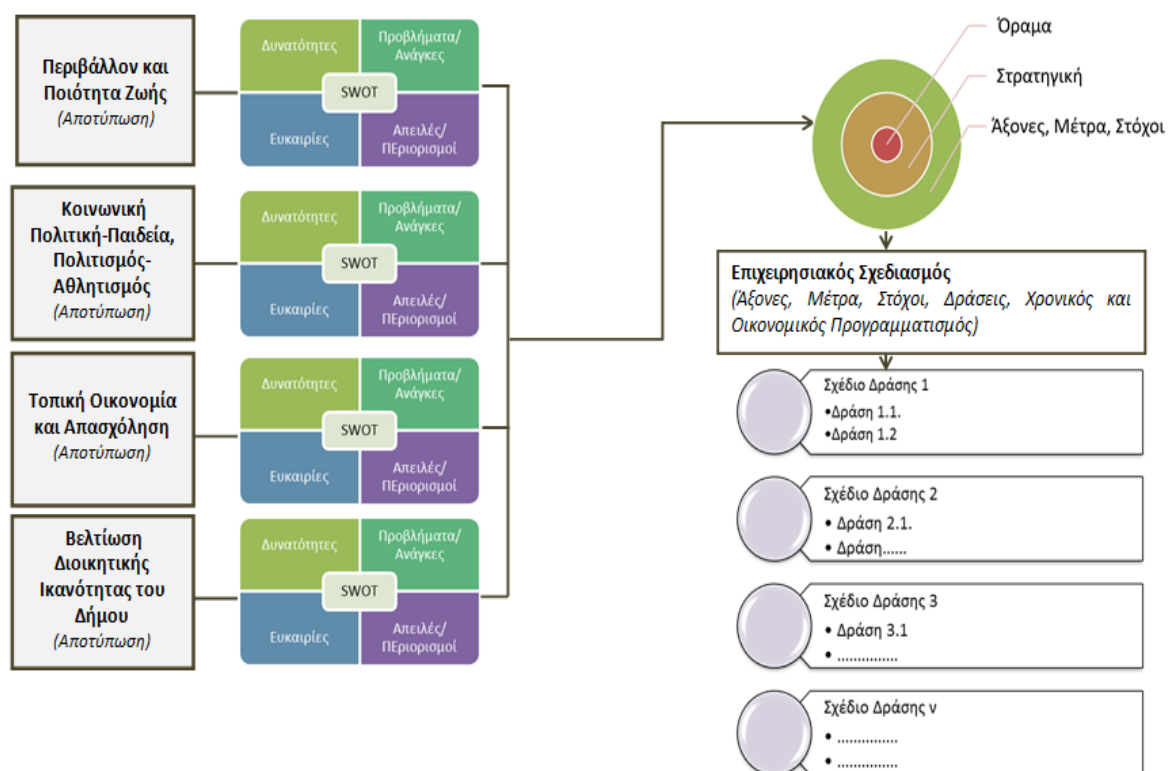 Περιβάλλον και
Ποιότητα Ζωής
(Αποτύπωση)
Δυνατότητες
Προβλήματα/
Ανάγκες
SWOT
Ευκαιρίες
Απειλές/
ΠΕριορισμοί
Κοινωνική
Πολιτική-Παιδεία,
Πολιτισμός-
Αθλητισμός
(Αποτύπωση)
Δυνατότητες
Προβλήματα/
Ανάγκες
SWOT
Ευκαιρίες
Απειλές/
ΠΕριορισμοί
Τοπική Οικονομία
και Απασχόληση
(Αποτύπωση)
Δυνατότητες
Προβλήματα/
Ανάγκες
SWOT
Ευκαιρίες
Απειλές/
ΠΕριορισμοί
Βελτίωση
Διοικητικής
Ικανότητας του
Δήμου
(Αποτύπωση)
Δυνατότητες
Προβλήματα/
Ανάγκες
SWOT
Ευκαιρίες
Απειλές/
ΠΕριορισμοί
Όραμα
Στρατηγική
Άξονες, Μέτρα, Στόχοι
Επιχειρησιακός Σχεδιασμός
(Άξονες, Μέτρα, Στόχοι, Δράσεις, Χρονικός και
Οικονομικός Προγραμματισμός)
Σχέδιο Δράσης 1
•Δράση 1.1.
•Δράση 1.2
Σχέδιο Δράσης 2
• Δράση 2.1.
• Δράση......
Σχέδιο Δράσης 3
• Δράση 3.1
• ...............
Σχέδιο Δράσης ν
• ...............
• ...............